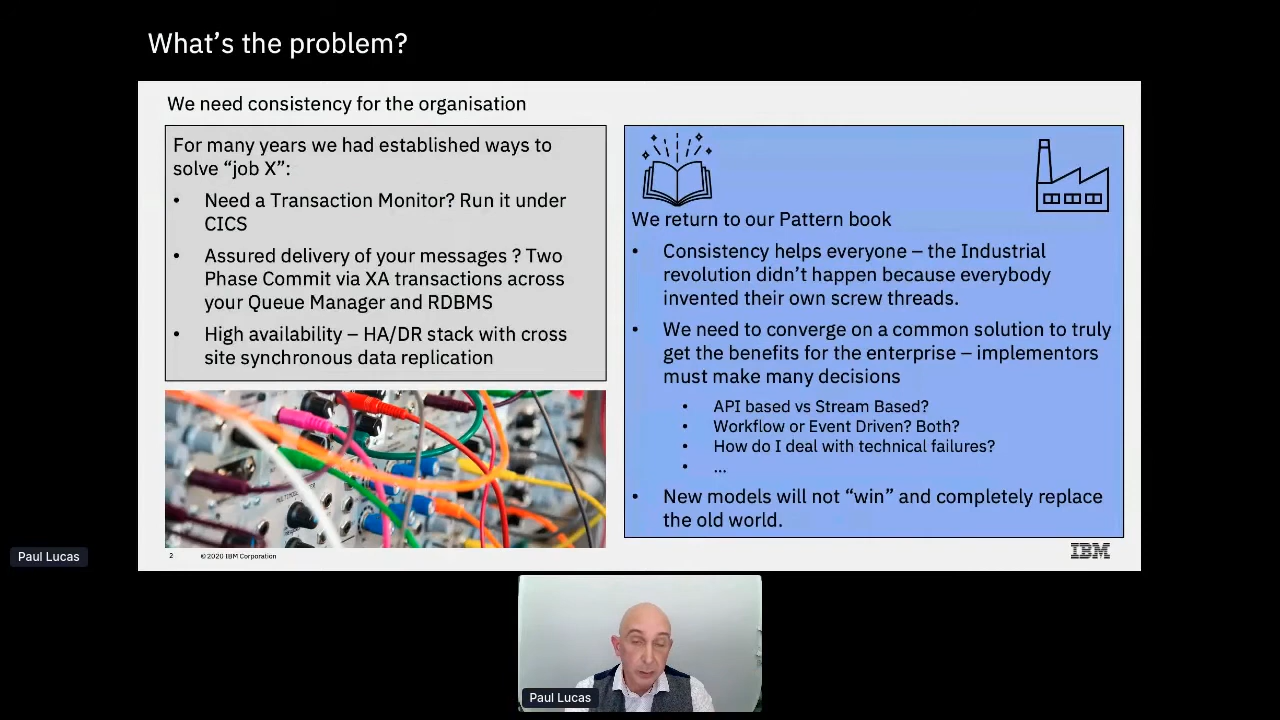 What's the problem?
We need consistency for the organisation
For many years we had established ways to
solve “job X”:
• Need a Transaction Monitor? Run it under
CICS
• Assured delivery of your messages ? Two
Phase Commit via XA transactions across
your Queue Manager and RDBMS
• High availability – HA/DR stack with cross
site synchronous data replication
We return to our Pattern book
• Consistency helps everyone – the Industrial
revolution didn't happen because everybody
invented their own screw threads.
• We need to converge on a common solution to truly
get the benefits for the enterprise – implementors
must make many decisions
• API based vs Stream Based?
• Workflow or Event Driven? Both?
• How do I deal with technical failures?
• ...
• New models will not “win” and completely replace
the old world.
2 ©2020 IBM Corporation
IBM
Paul Lucas
Paul Lucas